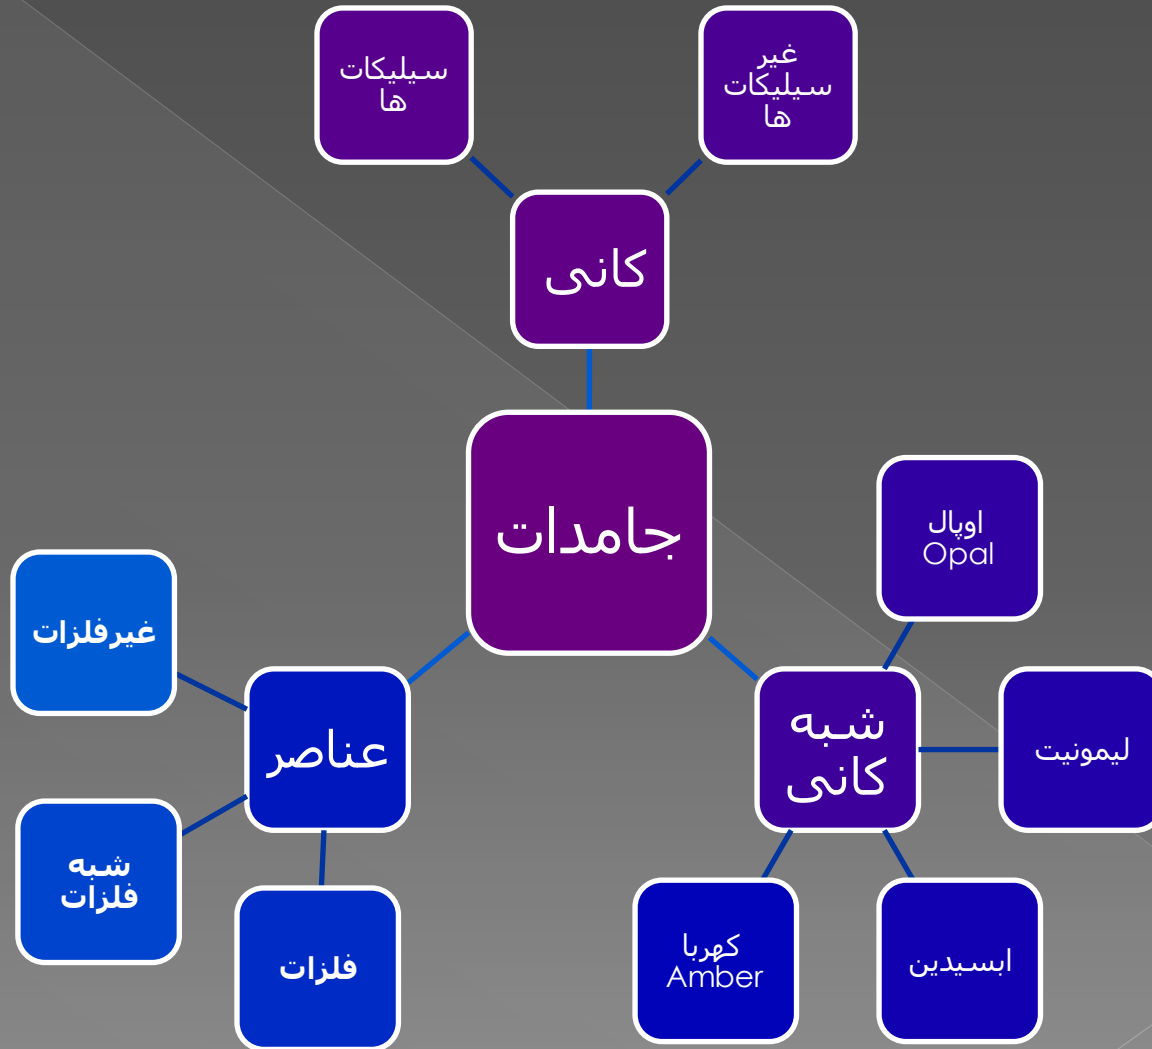 سیلیکات
ها
غیر
سیلیکات
ها
کانی
جامدات
اوپال
Opal
شبه
کانی
لیمونیت
ابسیدین
کهربا
Amber
عناصر
غیرفلزات
شبه
فلزات
فلزات